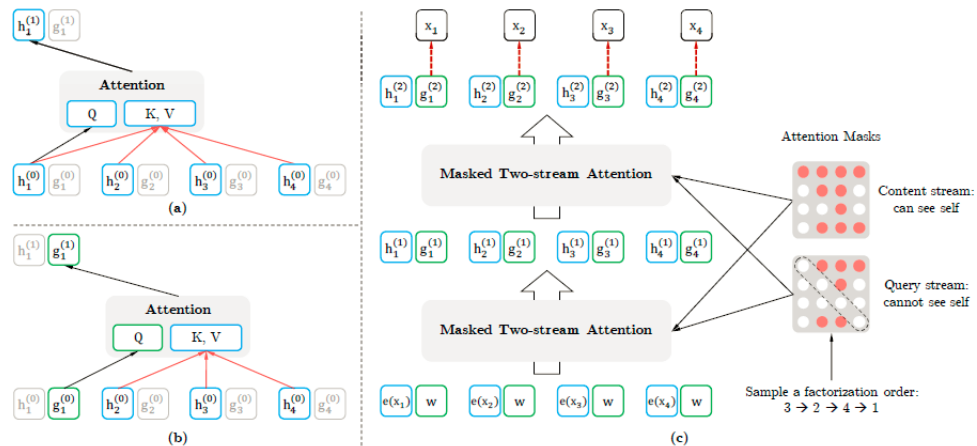 h₁⁽¹⁾ g₁⁽¹⁾
Attention
Q K, V
h₁⁽⁰⁾ g₁⁽⁰⁾ h₂⁽⁰⁾ g₂⁽⁰⁾ h₃⁽⁰⁾ g₃⁽⁰⁾ h₄⁽⁰⁾ g₄⁽⁰⁾
(a)
h₁⁽¹⁾ g₁⁽¹⁾
Attention
Q K, V
h₁⁽⁰⁾ g₁⁽⁰⁾ h₂⁽⁰⁾ g₂⁽⁰⁾ h₃⁽⁰⁾ g₃⁽⁰⁾ h₄⁽⁰⁾ g₄⁽⁰⁾
(b)
x₁ x₂ x₃ x₄
h₁⁽²⁾ g₁⁽²⁾ h₂⁽²⁾ g₂⁽²⁾ h₃⁽²⁾ g₃⁽²⁾ h₄⁽²⁾ g₄⁽²⁾
Masked Two-stream Attention
h₁⁽¹⁾ g₁⁽¹⁾ h₂⁽¹⁾ g₂⁽¹⁾ h₃⁽¹⁾ g₃⁽¹⁾ h₄⁽¹⁾ g₄⁽¹⁾
Masked Two-stream Attention
e(x₁) w e(x₂) w e(x₃) w e(x₄) w
(c)
Attention Masks
Content stream:
can see self
Query stream:
cannot see self
Sample a factorization order:
3 → 2 → 4 → 1